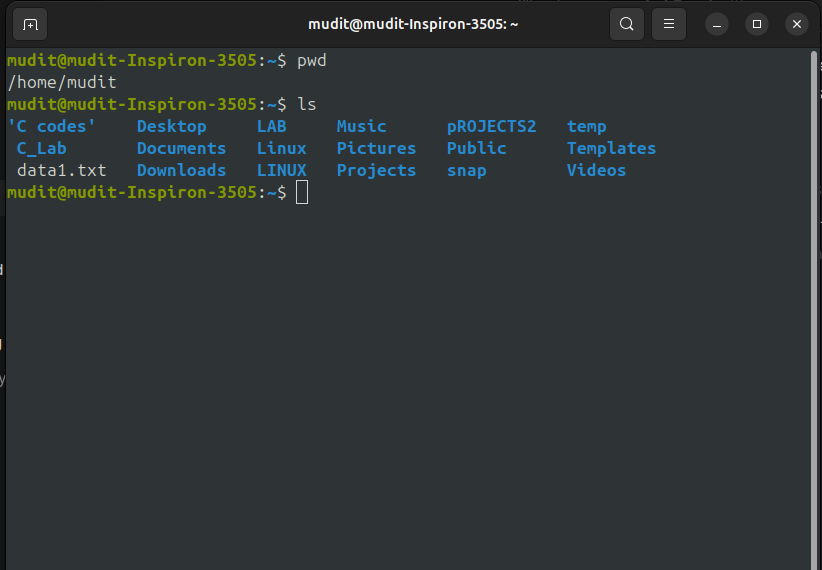 mudit@mudit-Inspiron-3505: ~
mudit@mudit-Inspiron-3505:~$ pwd
/home/mudit
mudit@mudit-Inspiron-3505:~$ ls
'C codes' Desktop LAB Music pROJECTS2 temp
C_Lab Documents Linux Pictures Public Templates
data1.txt Downloads LINUX Projects snap Videos
mudit@mudit-Inspiron-3505:~$